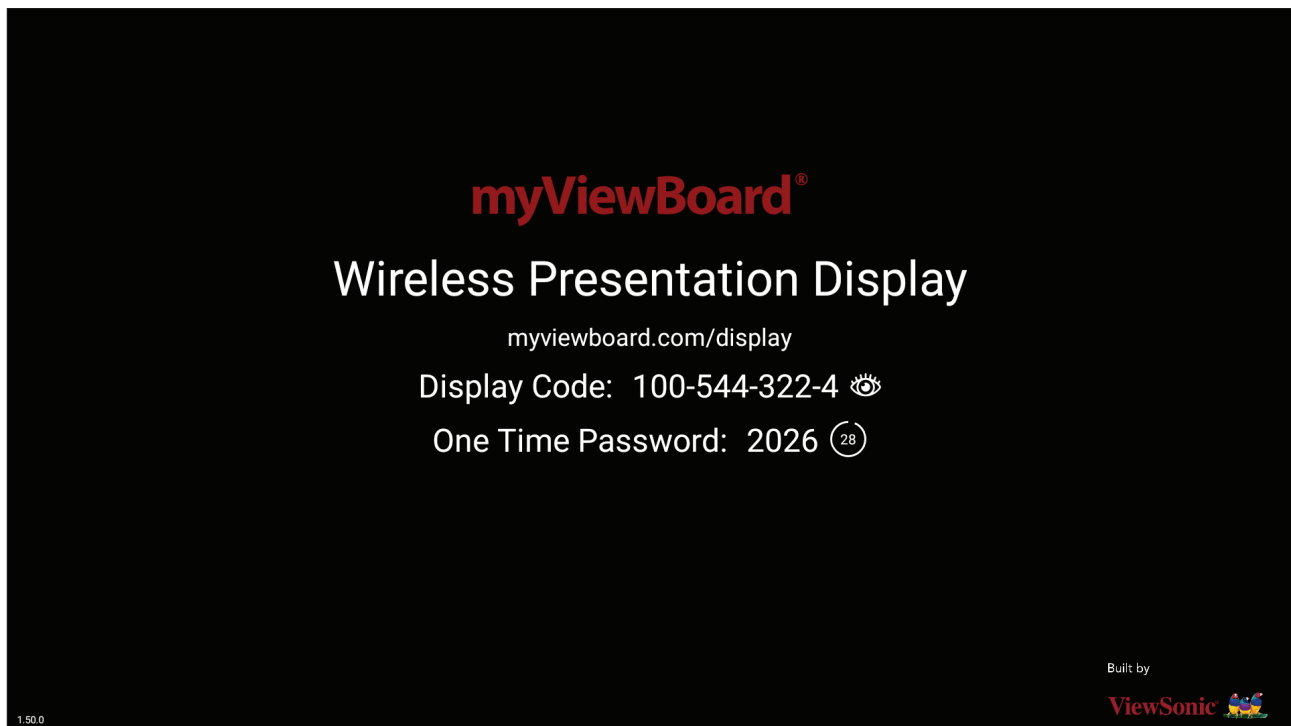 myViewBoard®
Wireless Presentation Display
myviewboard.com/display
Display Code: 100-544-322-4
One Time Password: 2026 28
Built by
ViewSonic
1.50.0